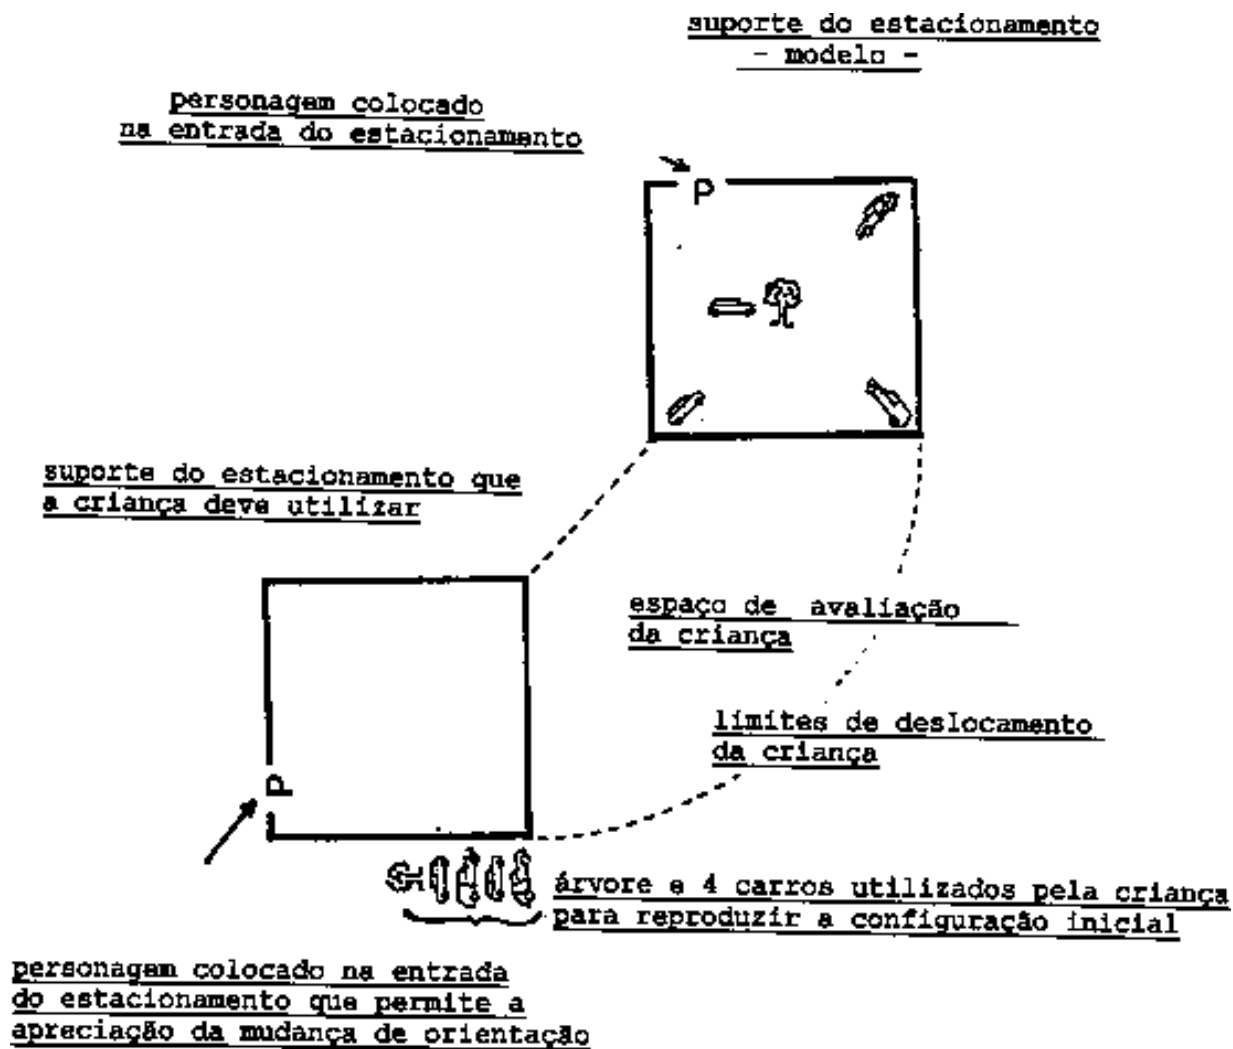 suporte do estacionamento
- modelo -
personagem colocado
na entrada do estacionamento
P
suporte do estacionamento que
a criança deve utilizar
espaço de avaliação
da criança
limites de deslocamento
da criança
P
árvore e 4 carros utilizados pela criança
para reproduzir a configuração inicial
personagem colocado na entrada
do estacionamento que permite a
apreciação da mudança de orientação